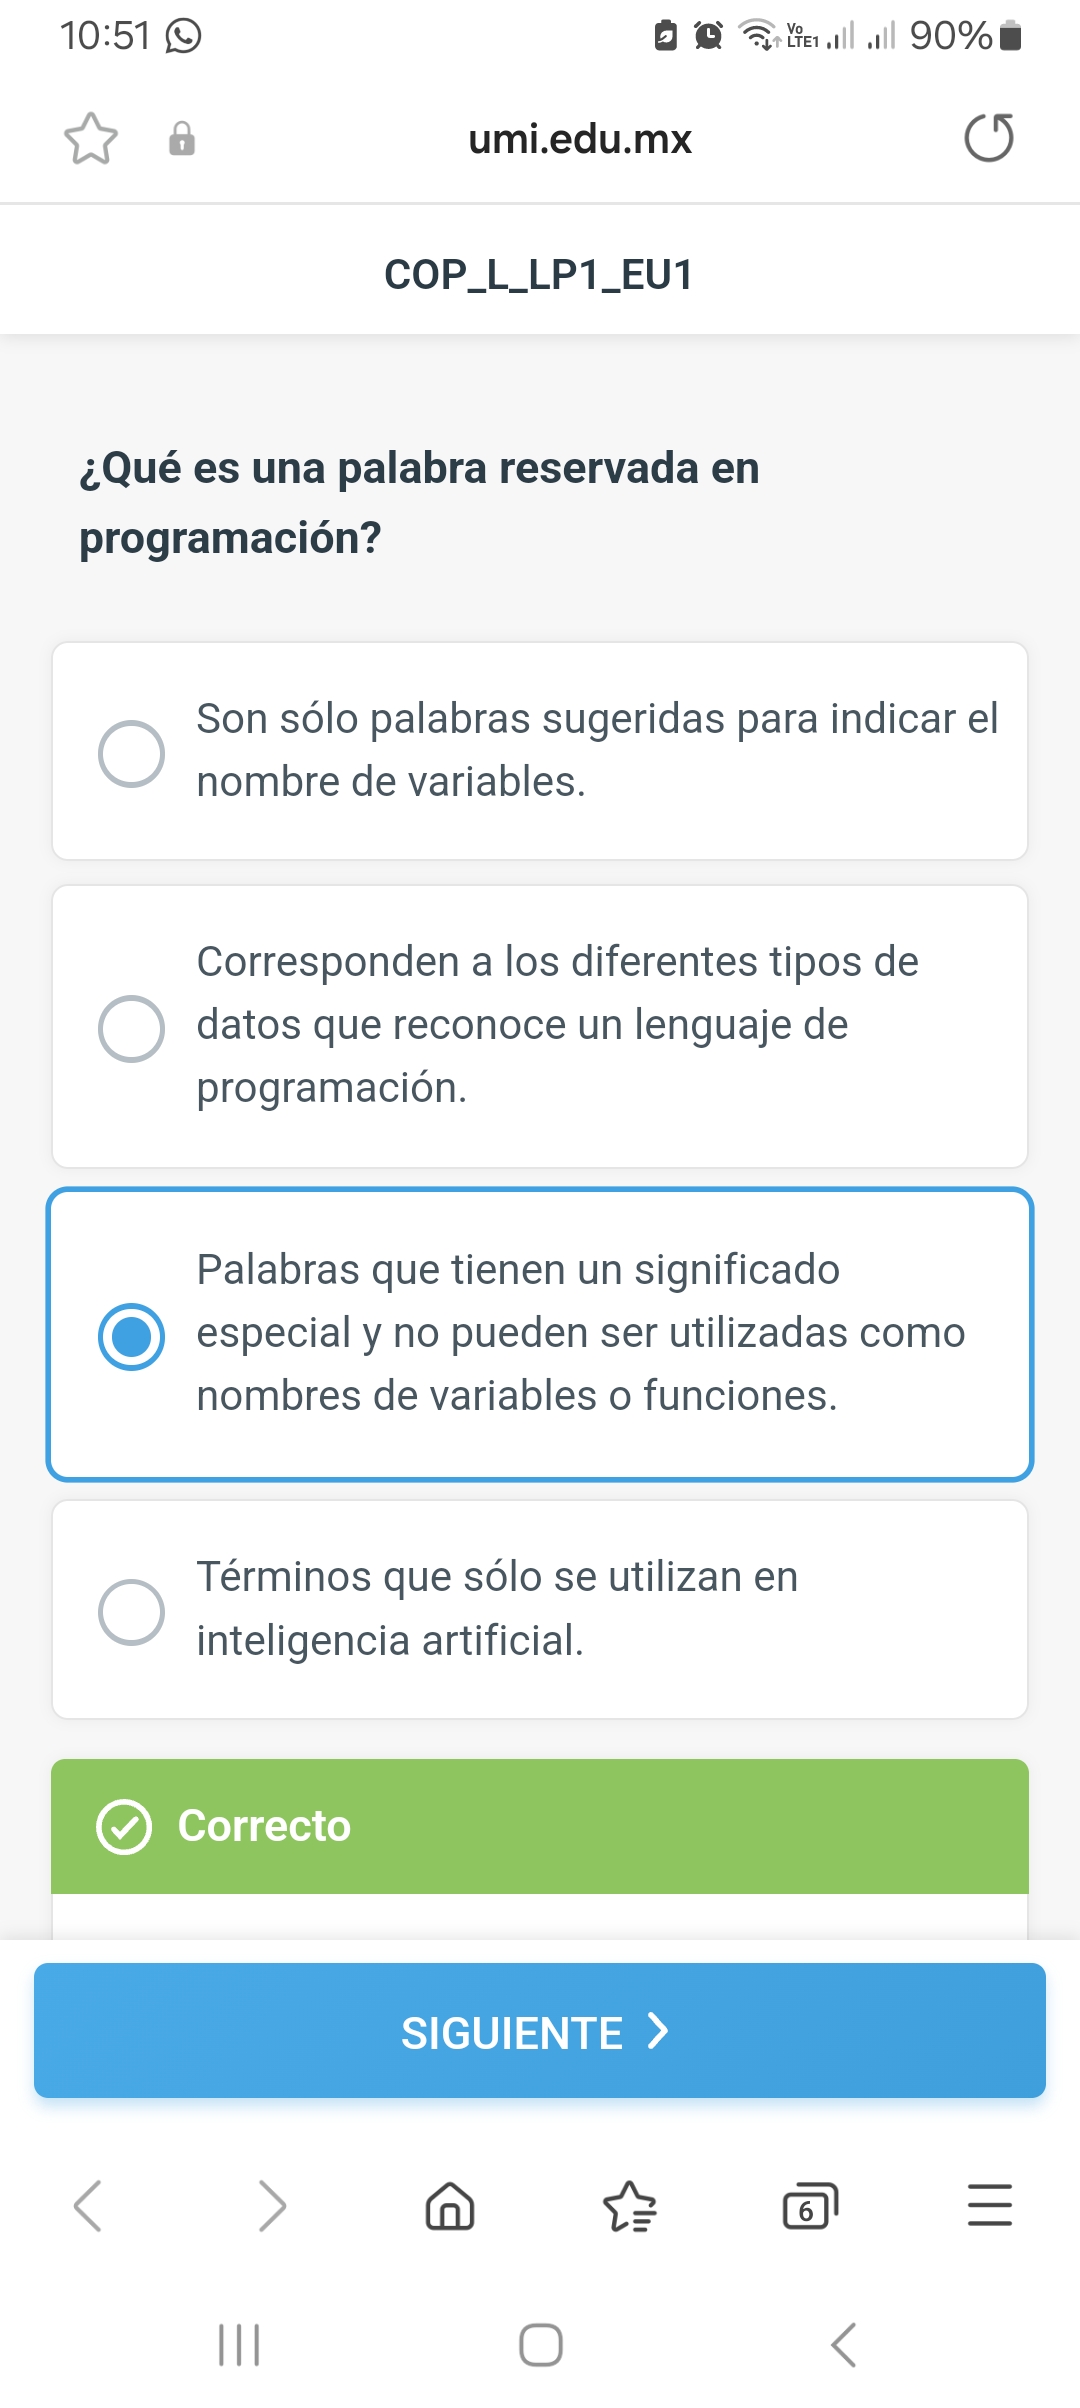 10:51 Vo LTE1 90%
umi.edu.mx
COP_L_LP1_EU1
¿Qué es una palabra reservada en
programación?
Son sólo palabras sugeridas para indicar el
nombre de variables.
Corresponden a los diferentes tipos de
datos que reconoce un lenguaje de
programación.
Palabras que tienen un significado
especial y no pueden ser utilizadas como
nombres de variables o funciones.
Términos que sólo se utilizan en
inteligencia artificial.
Correcto
SIGUIENTE
6